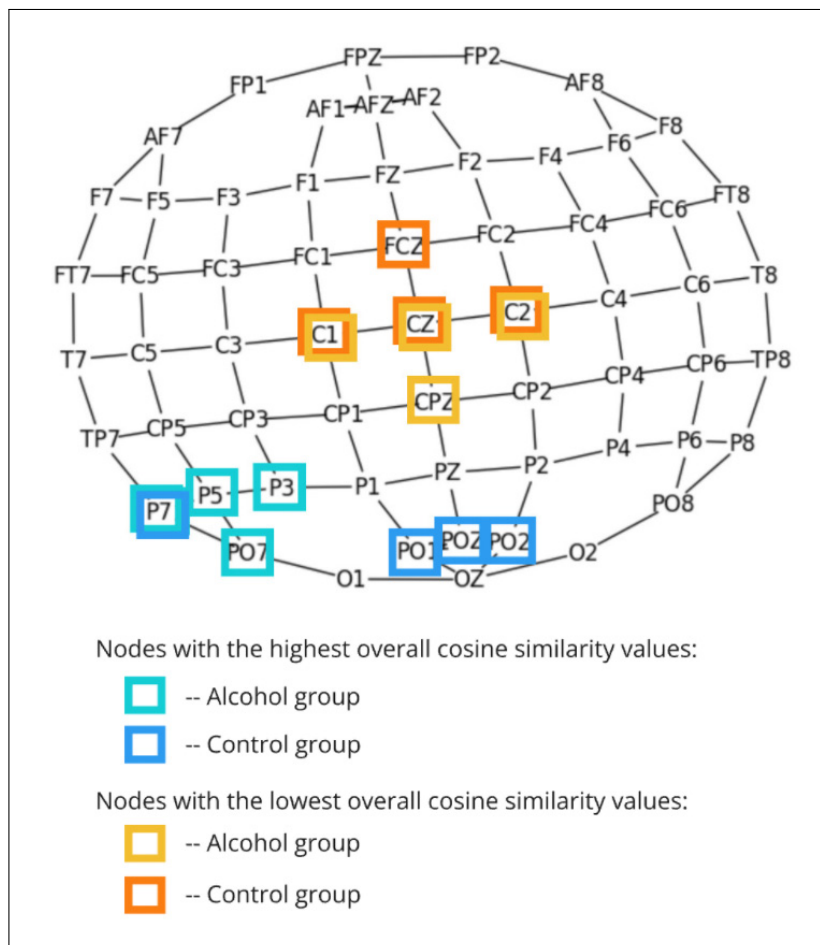 FPZ FP2
FP1 AF8
AF1 AFZ AF2
AF7 F8
F6
F7 F5 F3 F1 FZ F2 F4
FT8
FC6
FT7 FC5 FC3 FC1 FCZ FC2 FC4
T8
C6
T7 C5 C3 C1 CZ C2 C4
TP8
CP6
TP7 CP5 CP3 CP1 CPZ CP2 CP4
P7 P5 P3 P1 PZ P2 P4 P6 P8
PO8
PO7 PO1 POZ PO2
O1 OZ O2
Nodes with the highest overall cosine similarity values:
-- Alcohol group
-- Control group
Nodes with the lowest overall cosine similarity values:
-- Alcohol group
-- Control group